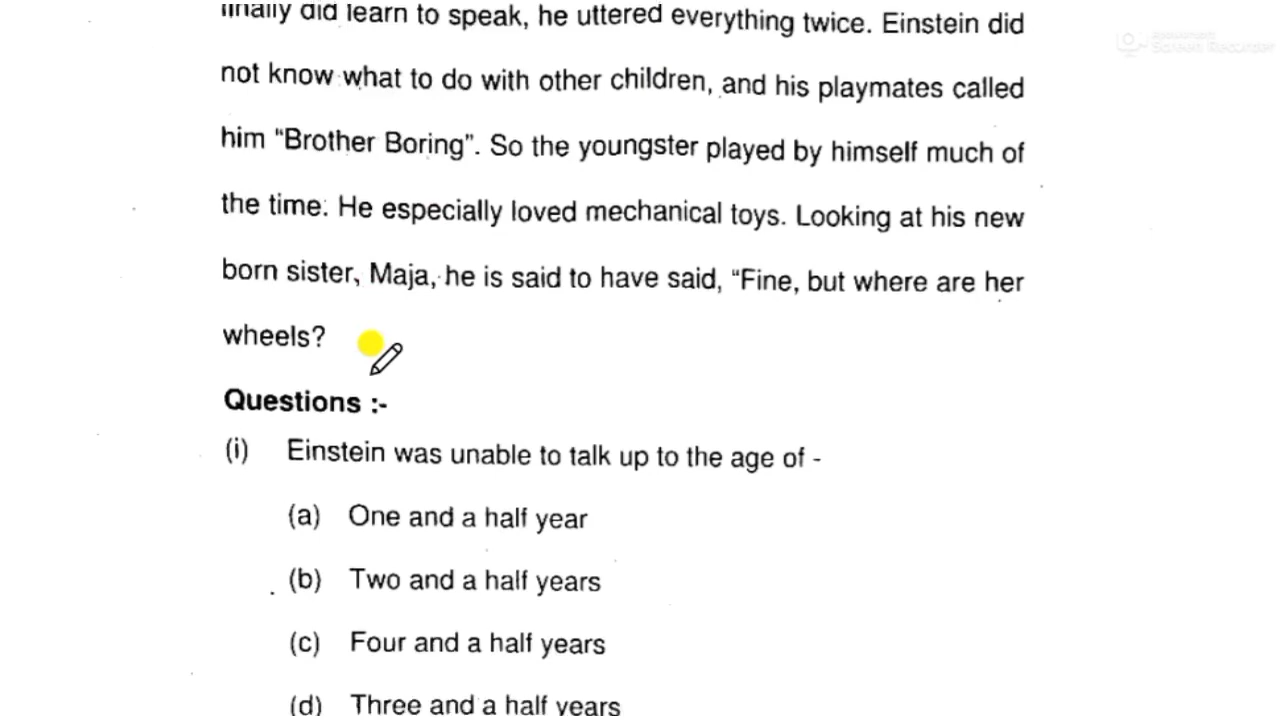 finally did learn to speak, he uttered everything twice. Einstein did
not know what to do with other children, and his playmates called
him “Brother Boring”. So the youngster played by himself much of
the time. He especially loved mechanical toys. Looking at his new
born sister, Maja, he is said to have said, “Fine, but where are her
wheels?
Questions :-
(i) Einstein was unable to talk up to the age of -
(a) One and a half year
(b) Two and a half years
(c) Four and a half years
(d) Three and a half years
Screen Recorder